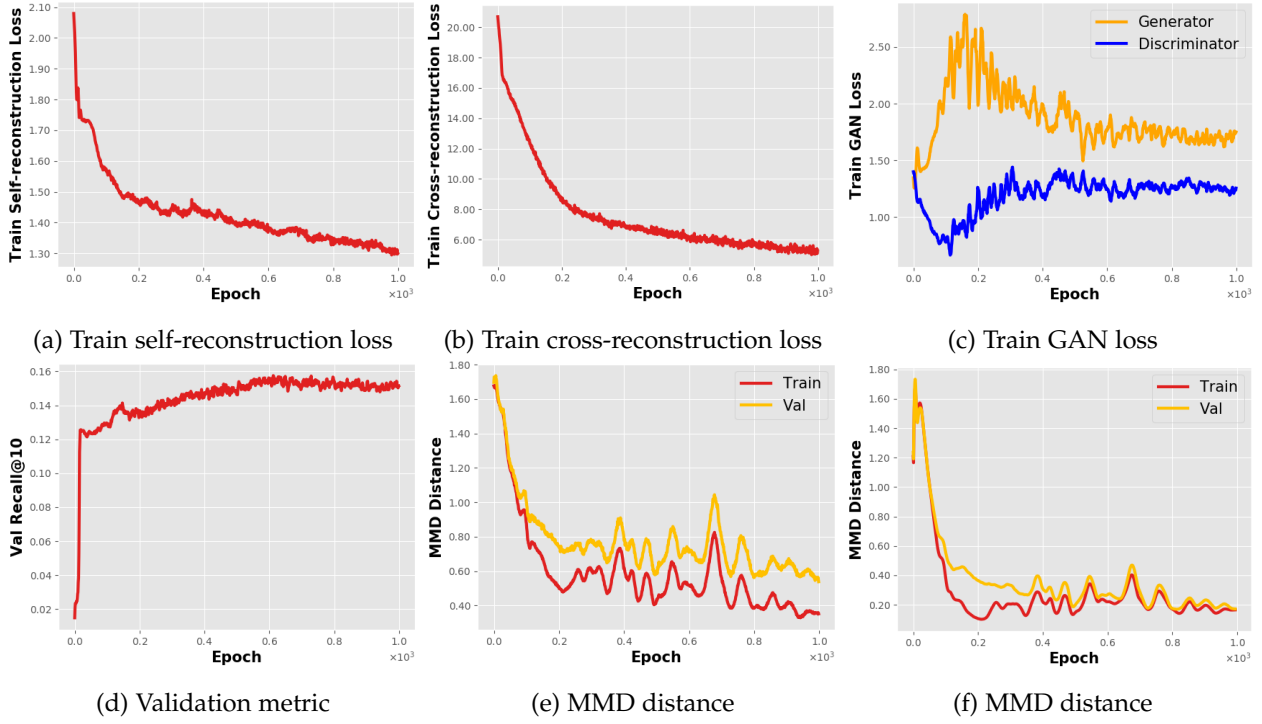 2.10
2.00
1.90
1.80
1.70
1.60
1.50
1.40
1.30
Train Self-reconstruction Loss
0.0 0.2 0.4 0.6 0.8 1.0
Epoch
×10³
(a) Train self-reconstruction loss
20.00
18.00
16.00
14.00
12.00
10.00
8.00
6.00
Train Cross-reconstruction Loss
0.0 0.2 0.4 0.6 0.8 1.0
Epoch
×10³
(b) Train cross-reconstruction loss
Generator
Discriminator
2.50
2.00
1.50
1.00
Train GAN Loss
0.0 0.2 0.4 0.6 0.8 1.0
Epoch
×10³
(c) Train GAN loss
0.16
0.14
0.12
0.10
0.08
0.06
0.04
0.02
Val Recall@10
0.0 0.2 0.4 0.6 0.8 1.0
Epoch
×10³
(d) Validation metric
Train
Val
1.80
1.60
1.40
1.20
1.00
0.80
0.60
0.40
MMD Distance
0.0 0.2 0.4 0.6 0.8 1.0
Epoch
×10³
(e) MMD distance
Train
Val
1.80
1.60
1.40
1.20
1.00
0.80
0.60
0.40
0.20
MMD Distance
0.0 0.2 0.4 0.6 0.8 1.0
Epoch
×10³
(f) MMD distance